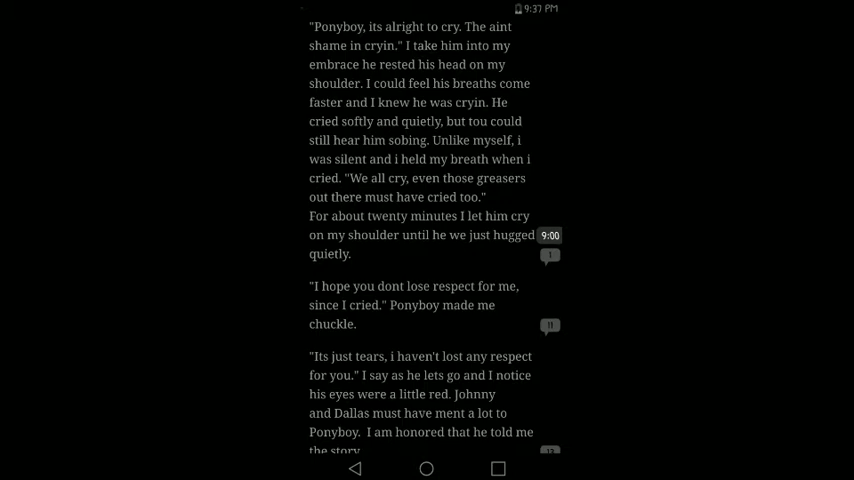 9:37 PM
"Ponyboy, its alright to cry. The aint
shame in cryin." I take him into my
embrace he rested his head on my
shoulder. I could feel his breaths come
faster and I knew he was cryin. He
cried softly and quietly, but tou could
still hear him sobing. Unlike myself, i
was silent and i held my breath when i
cried. "We all cry, even those greasers
out there must have cried too."
For about twenty minutes I let him cry
on my shoulder until he we just hugged
9:00
quietly.
1
"I hope you dont lose respect for me,
since I cried." Ponyboy made me
chuckle.
11
"Its just tears, i haven't lost any respect
for you." I say as he lets go and I notice
his eyes were a little red. Johnny
and Dallas must have ment a lot to
Ponyboy.  I am honored that he told me
the story